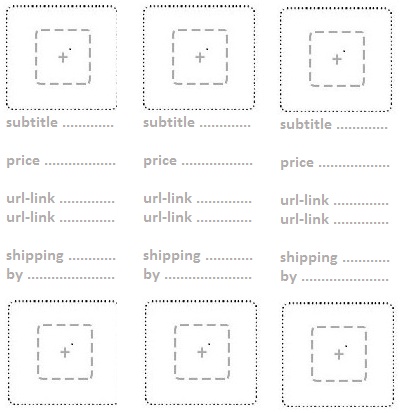 subtitle ............. subtitle ............. subtitle .............
price .................. price .................. price ..................
url-link .............. url-link .............. url-link ..............
url-link .............. url-link .............. url-link ..............
shipping ............ shipping ............ shipping ............
by ...................... by ...................... by ......................